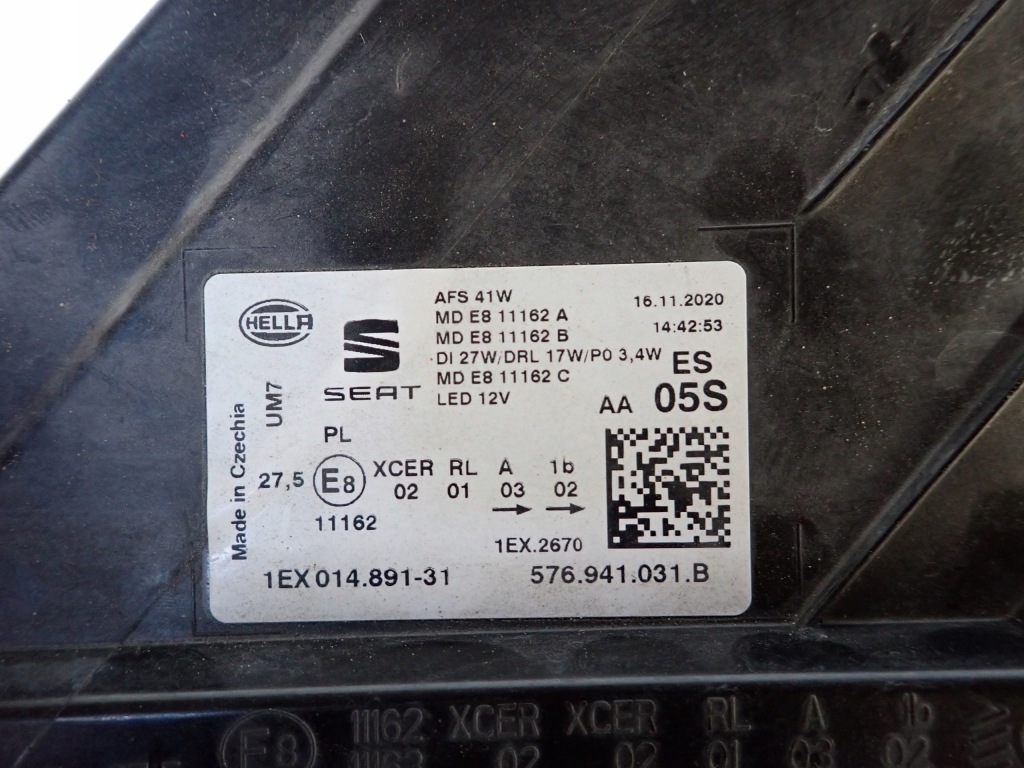 HELLA
SEAT
AFS 41W
MD E8 11162 A
MD E8 11162 B
DI 27W/DRL 17W/PO 3,4W
MD E8 11162 C
LED 12V
16.11.2020
14:42:53
ES
AA 05S
UM7
Made in Czechia
PL
27,5 E8 XCER RL A 1b
02 01 03 02
11162
1EX.2670
1EX 014.891-31 576.941.031.B
E8 11162 XCER XCER RL A 1b
11163 02 02 01 03 02